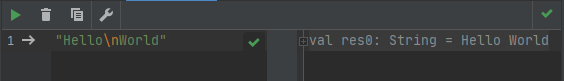 1 "Hello\nWorld"
val res0: String = Hello World